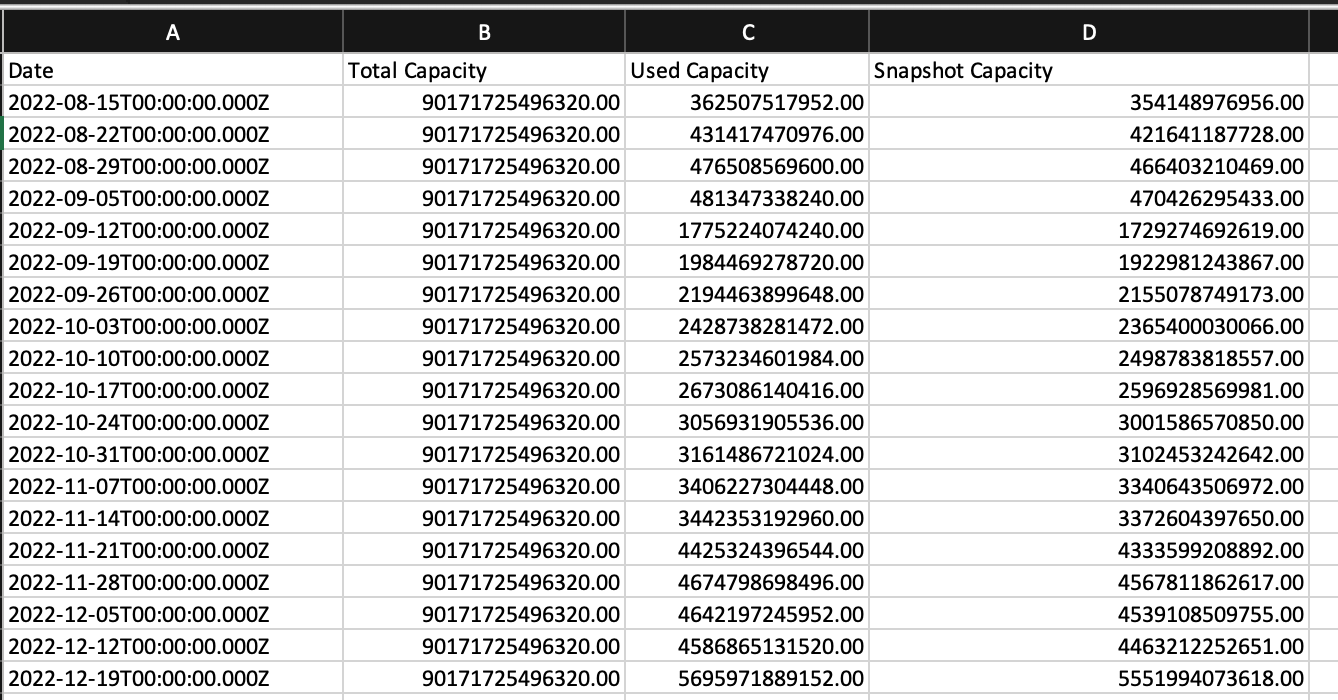 A B C D
Date Total Capacity Used Capacity Snapshot Capacity
2022-08-15T00:00:00.000Z 90171725496320.00 362507517952.00 354148976956.00
2022-08-22T00:00:00.000Z 90171725496320.00 431417470976.00 421641187728.00
2022-08-29T00:00:00.000Z 90171725496320.00 476508569600.00 466403210469.00
2022-09-05T00:00:00.000Z 90171725496320.00 481347338240.00 470426295433.00
2022-09-12T00:00:00.000Z 90171725496320.00 1775224074240.00 1729274692619.00
2022-09-19T00:00:00.000Z 90171725496320.00 1984469278720.00 1922981243867.00
2022-09-26T00:00:00.000Z 90171725496320.00 2194463899648.00 2155078749173.00
2022-10-03T00:00:00.000Z 90171725496320.00 2428738281472.00 2365400030066.00
2022-10-10T00:00:00.000Z 90171725496320.00 2573234601984.00 2498783818557.00
2022-10-17T00:00:00.000Z 90171725496320.00 2673086140416.00 2596928569981.00
2022-10-24T00:00:00.000Z 90171725496320.00 3056931905536.00 3001586570850.00
2022-10-31T00:00:00.000Z 90171725496320.00 3161486721024.00 3102453242642.00
2022-11-07T00:00:00.000Z 90171725496320.00 3406227304448.00 3340643506972.00
2022-11-14T00:00:00.000Z 90171725496320.00 3442353192960.00 3372604397650.00
2022-11-21T00:00:00.000Z 90171725496320.00 4425324396544.00 4333599208892.00
2022-11-28T00:00:00.000Z 90171725496320.00 4674798698496.00 4567811862617.00
2022-12-05T00:00:00.000Z 90171725496320.00 4642197245952.00 4539108509755.00
2022-12-12T00:00:00.000Z 90171725496320.00 4586865131520.00 4463212252651.00
2022-12-19T00:00:00.000Z 90171725496320.00 5695971889152.00 5551994073618.00